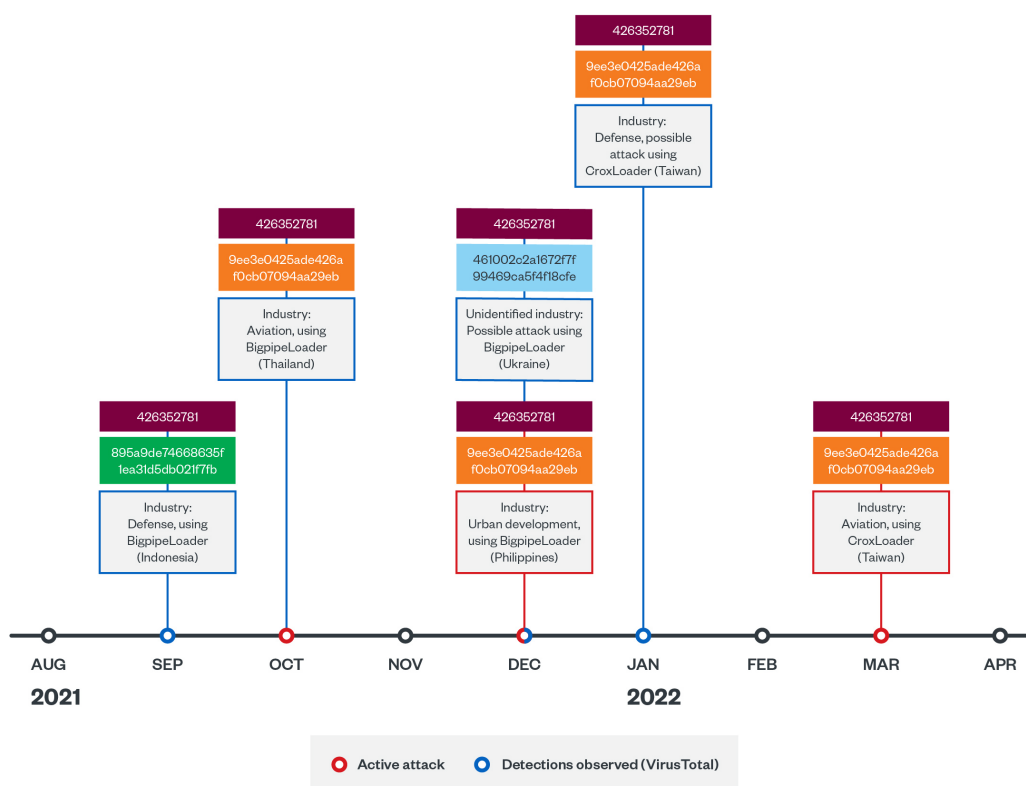 426352781
9ee3e0425ade426a
f0cb07094aa29eb
Industry:
Defense, possible
attack using
CroxLoader (Taiwan)
426352781
9ee3e0425ade426a
f0cb07094aa29eb
Industry:
Aviation, using
BigpipeLoader
(Thailand)
426352781
461002c2a1672f7f
99469ca5f4f18cfe
Unidentified industry:
Possible attack using
BigpipeLoader
(Ukraine)
426352781
895a9de74668635f
1ea31d5db021f7fb
Industry:
Defense, using
BigpipeLoader
(Indonesia)
426352781
9ee3e0425ade426a
f0cb07094aa29eb
Industry:
Urban development,
using BigpipeLoader
(Philippines)
426352781
9ee3e0425ade426a
f0cb07094aa29eb
Industry:
Aviation, using
CroxLoader
(Taiwan)
AUG SEP OCT NOV DEC JAN FEB MAR APR
2021 2022
Active attack Detections observed (VirusTotal)